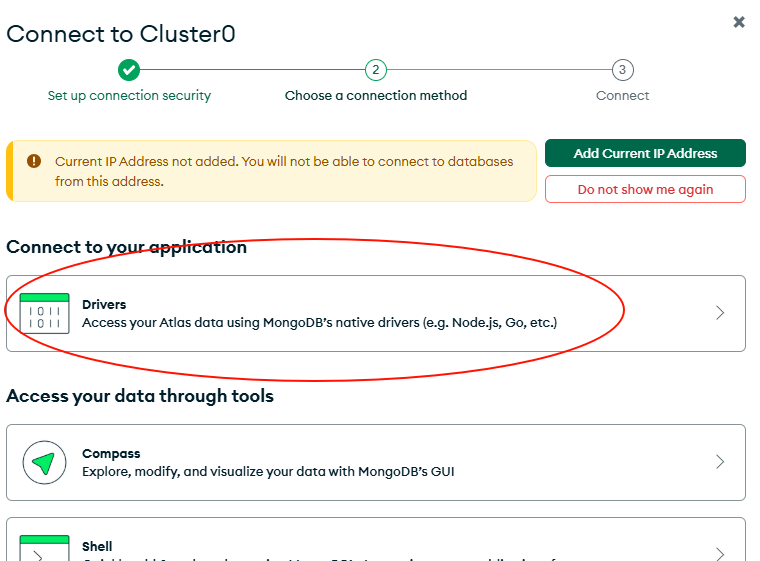 Connect to Cluster0
2
3
Set up connection security
Choose a connection method
Connect
Current IP Address not added. You will not be able to connect to databases
from this address.
Add Current IP Address
Do not show me again
Connect to your application
1011
1011
Drivers
Access your Atlas data using MongoDB's native drivers (e.g. Node.js, Go, etc.)
Access your data through tools
Compass
Explore, modify, and visualize your data with MongoDB's GUI
Shell